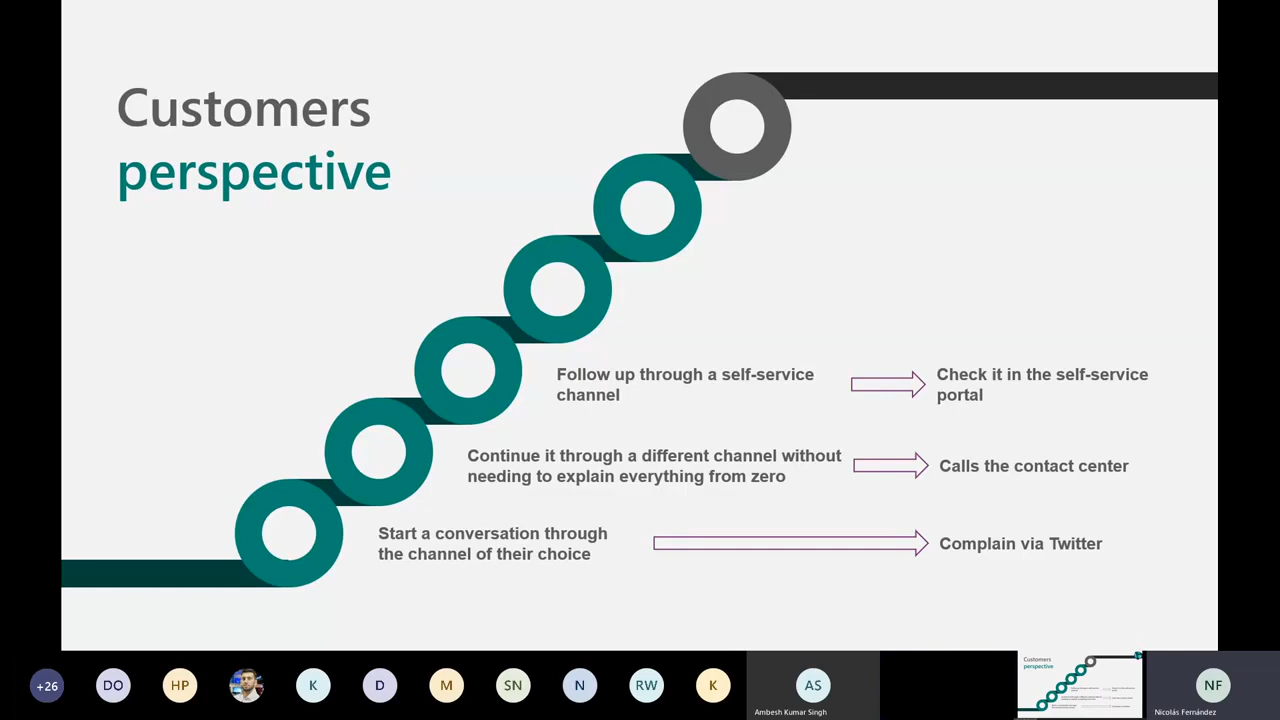 Customers
perspective
Follow up through a self-service
channel
Check it in the self-service
portal
Continue it through a different channel without
needing to explain everything from zero
Calls the contact center
Start a conversation through
the channel of their choice
Complain via Twitter
+26
DO
HP
K
D
M
SN
N
RW
K
AS
Ambesh Kumar Singh
Customers
perspective
NF
Nicolás Fernández